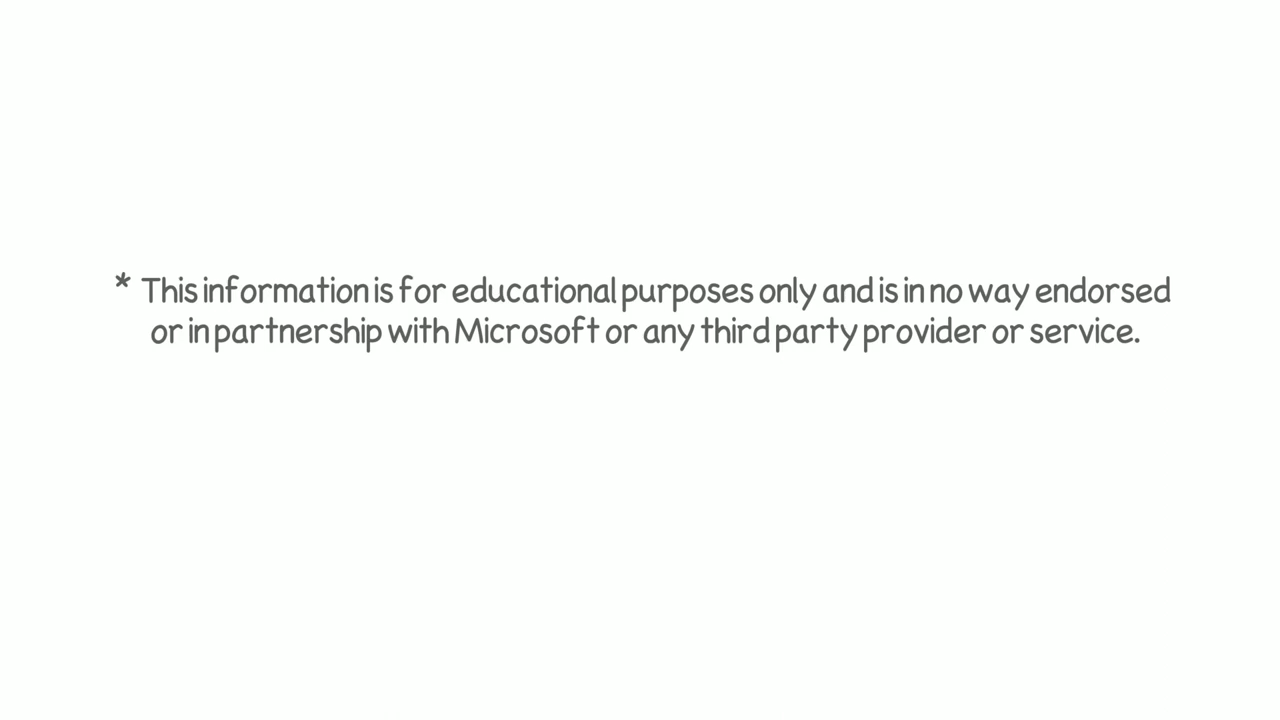 * This information is for educational purposes only and is in no way endorsed
or in partnership with Microsoft or any third party provider or service.